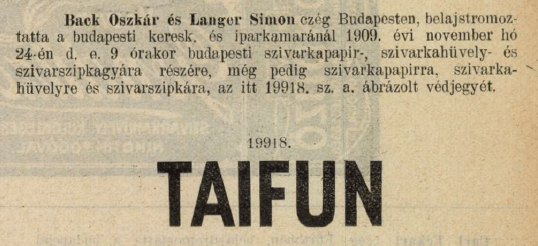 Back Oszkár és Langer Simon czég Budapesten, belajstromoz-
tatta a budapesti keresk. és iparkamaránál 1909. évi november hó
24-én d. e. 9 órakor budapesti szivarkapapir-, szivarkahüvely- és
szivarszipkagyára részére, még pedig szivarkapapirra, szivarka-
hüvelyre és szivarszipkára, az itt 19918. sz. a. ábrázolt védjegyét.
19918.
TAIFUN